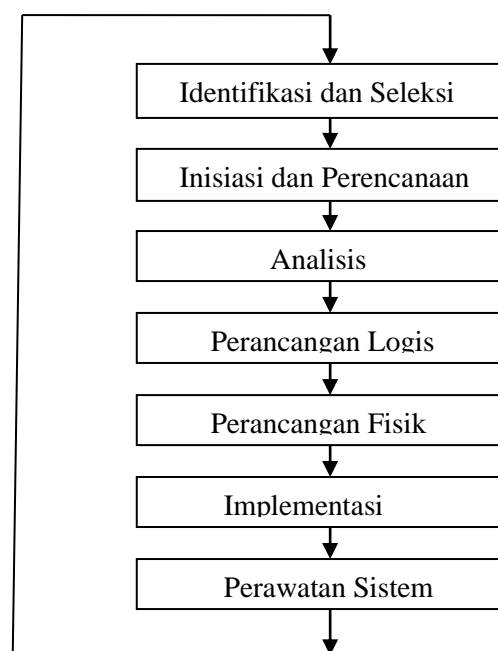 Identifikasi dan Seleksi
Inisiasi dan Perencanaan
Analisis
Perancangan Logis
Perancangan Fisik
Implementasi
Perawatan Sistem